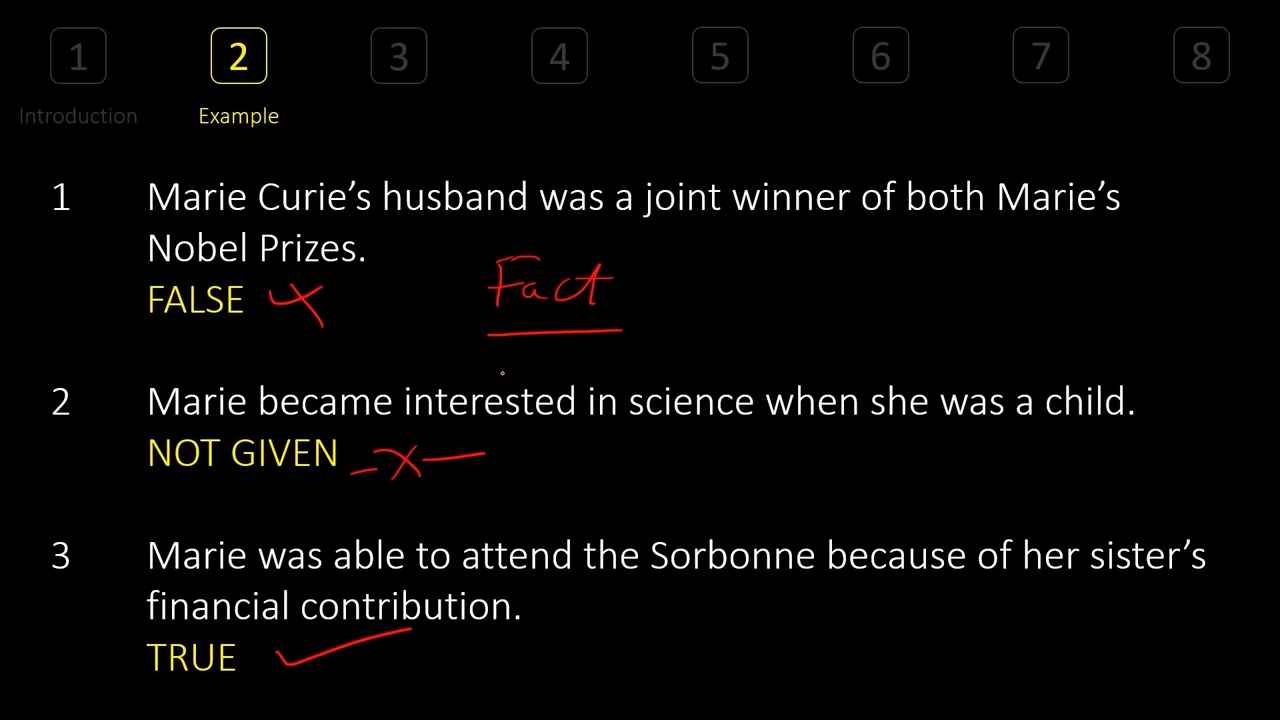 1 2 3 4 5 6 7 8
Introduction Example
1 Marie Curie’s husband was a joint winner of both Marie’s
Nobel Prizes.
FALSE
Fact
2 Marie became interested in science when she was a child.
NOT GIVEN
3 Marie was able to attend the Sorbonne because of her sister’s
financial contribution.
TRUE